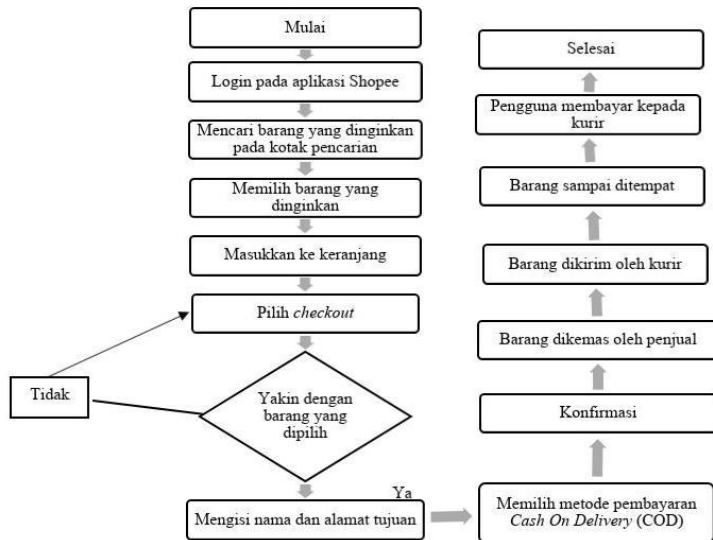 Mulai
Login pada aplikasi Shopee
Mencari barang yang dinginkan
pada kotak pencarian
Memilih barang yang
dinginkan
Masukkan ke keranjang
Pilih checkout
Tidak
Yakin dengan
barang yang
dipilih
Ya
Mengisi nama dan alamat tujuan
Memilih metode pembayaran
Cash On Delivery (COD)
Konfirmasi
Barang dikemas oleh penjual
Barang dikirim oleh kurir
Barang sampai ditempat
Pengguna membayar kepada
kurir
Selesai